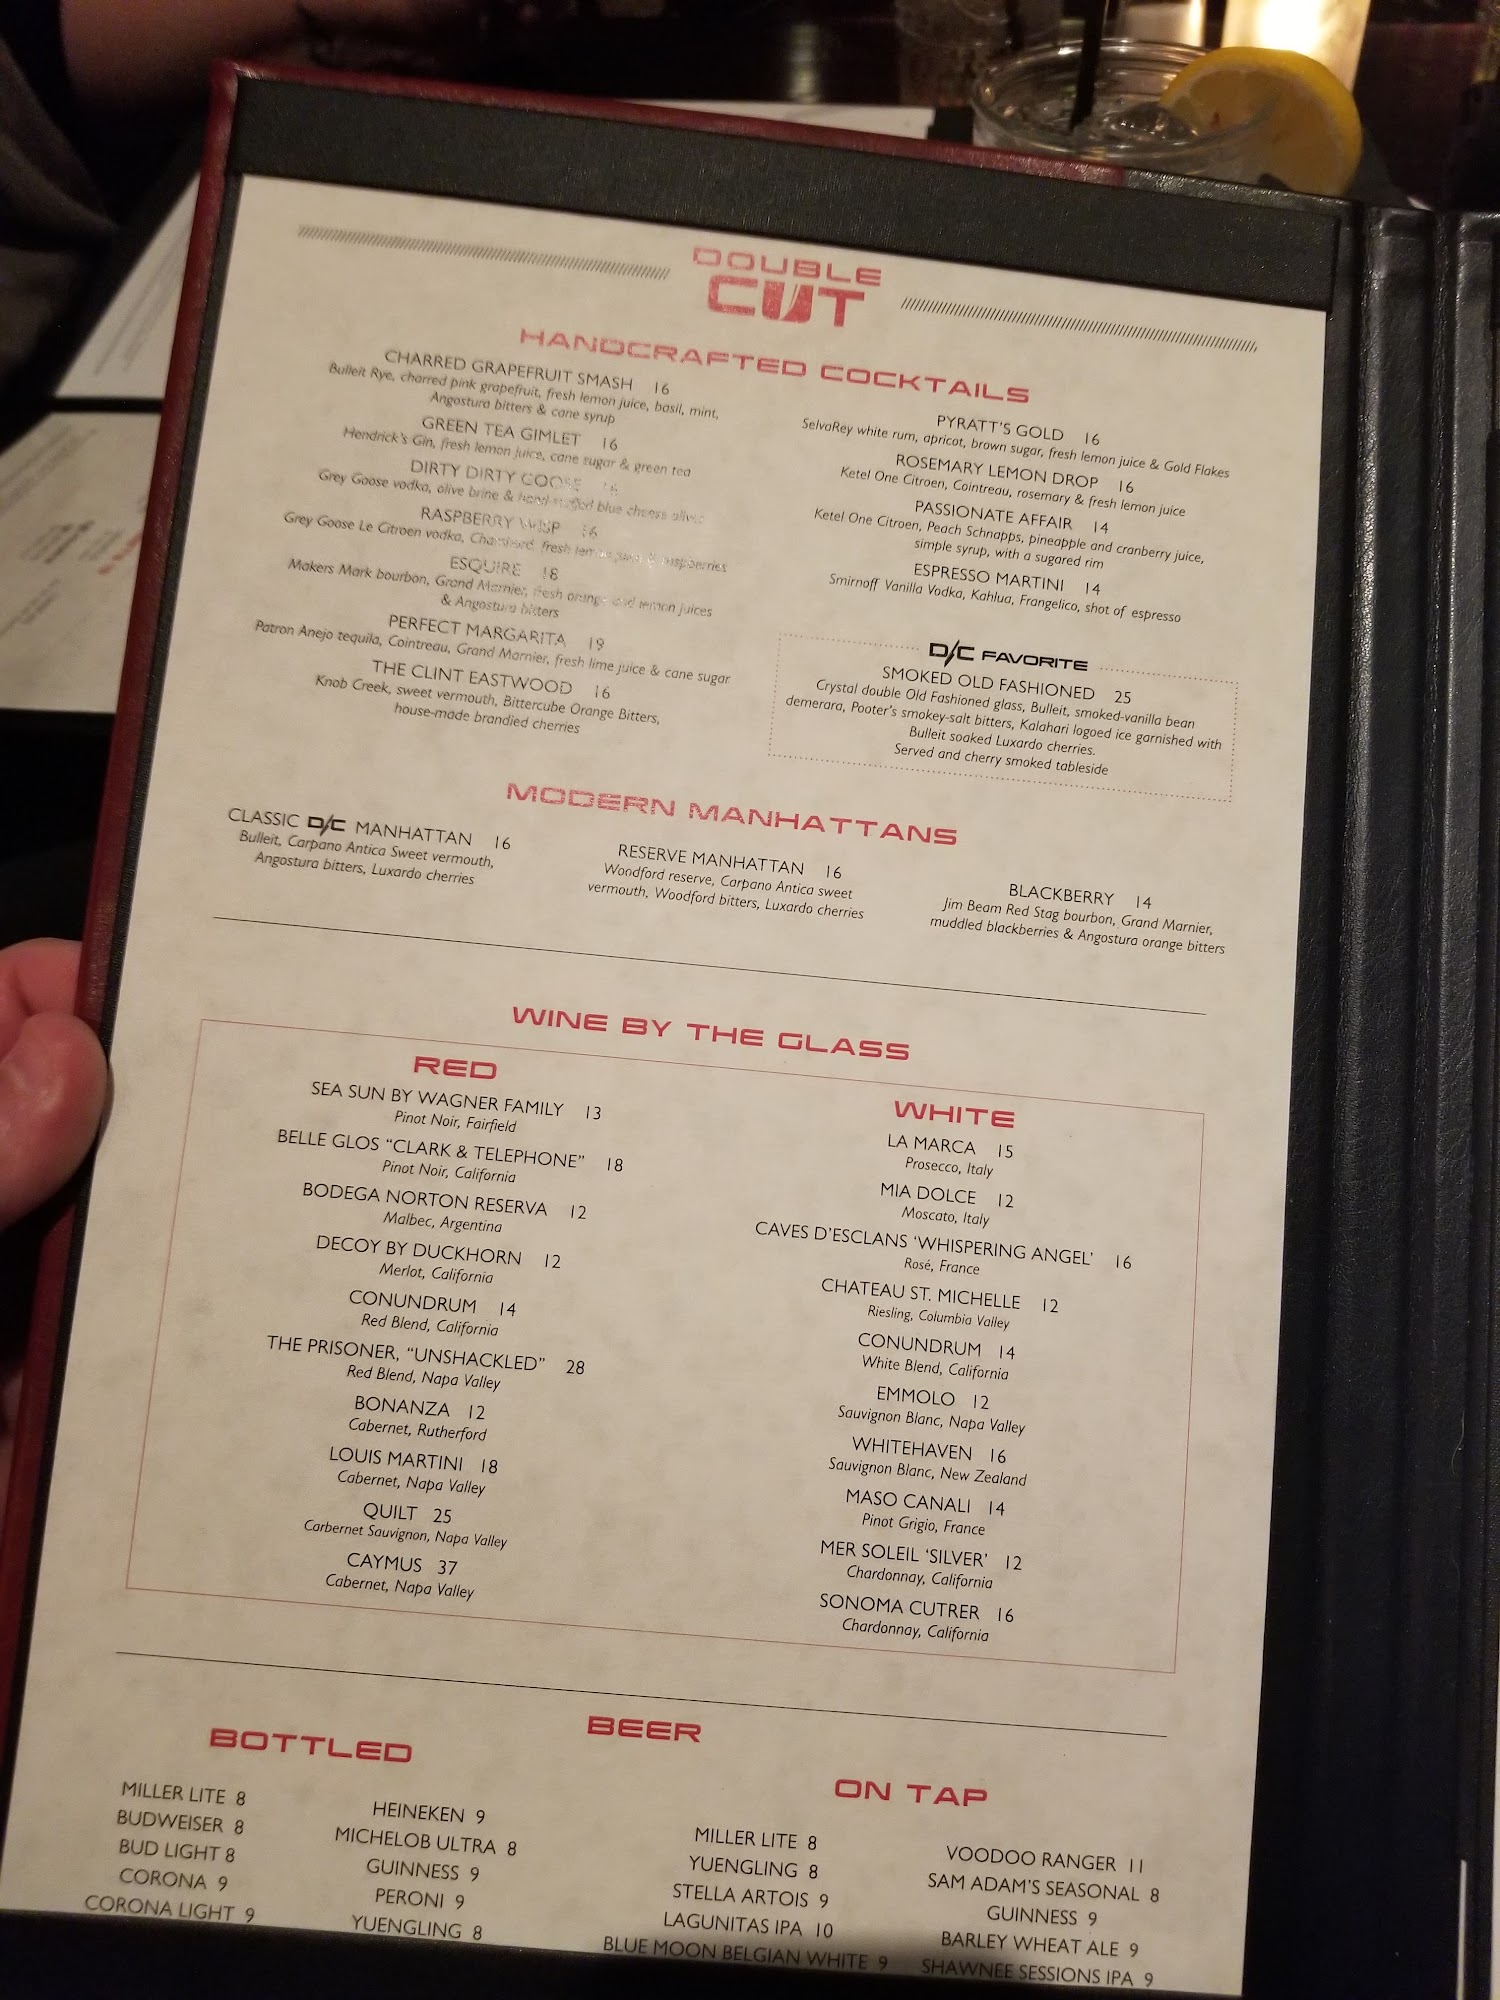 DOUBLE
CUT
HANDCRAFTED COCKTAILS
CHARRED GRAPEFRUIT SMASH 16
Bulleit Rye, charred pink grapefruit, fresh lemon juice, basil, mint,
Angostura bitters & cane syrup
GREEN TEA GIMLET 16
Hendrick's Gin, fresh lemon juice, cane sugar & green tea
DIRTY DIRTY GOOSE 16
Grey Goose vodka, olive brine & hand-stuffed blue cheese olives
RASPBERRY WISP 16
Grey Goose Le Citroen vodka, Chambord, fresh lemon juice & raspberries
ESQUIRE 18
Makers Mark bourbon, Grand Marnier, fresh orange and lemon juices
& Angostura bitters
PERFECT MARGARITA 19
Patron Anejo tequila, Cointreau, Grand Marnier, fresh lime juice & cane sugar
THE CLINT EASTWOOD 16
Knob Creek, sweet vermouth, Bittercube Orange Bitters,
house-made brandied cherries
PYRATT'S GOLD 16
SelvaRey white rum, apricot, brown sugar, fresh lemon juice & Gold Flakes
ROSEMARY LEMON DROP 16
Ketel One Citroen, Cointreau, rosemary & fresh lemon juice
PASSIONATE AFFAIR 14
Ketel One Citroen, Peach Schnapps, pineapple and cranberry juice,
simple syrup, with a sugared rim
ESPRESSO MARTINI 14
Smirnoff Vanilla Vodka, Kahlua, Frangelico, shot of espresso
D/C FAVORITE
SMOKED OLD FASHIONED 25
Crystal double Old Fashioned glass, Bulleit, smoked-vanilla bean
demerara, Pooter's smokey-salt bitters, Kalahari logoed ice garnished with
Bulleit soaked Luxardo cherries.
Served and cherry smoked tableside
MODERN MANHATTANS
CLASSIC D/C MANHATTAN 16
Bulleit, Carpano Antica Sweet vermouth,
Angostura bitters, Luxardo cherries
RESERVE MANHATTAN 16
Woodford reserve, Carpano Antica sweet
vermouth, Woodford bitters, Luxardo cherries
BLACKBERRY 14
Jim Beam Red Stag bourbon, Grand Marnier,
muddled blackberries & Angostura orange bitters
WINE BY THE GLASS
RED
SEA SUN BY WAGNER FAMILY 13
Pinot Noir, Fairfield
BELLE GLOS "CLARK & TELEPHONE" 18
Pinot Noir, California
BODEGA NORTON RESERVA 12
Malbec, Argentina
DECOY BY DUCKHORN 12
Merlot, California
CONUNDRUM 14
Red Blend, California
THE PRISONER, "UNSHACKLED" 28
Red Blend, Napa Valley
BONANZA 12
Cabernet, Rutherford
LOUIS MARTINI 18
Cabernet, Napa Valley
QUILT 25
Carbernet Sauvignon, Napa Valley
CAYMUS 37
Cabernet, Napa Valley
WHITE
LA MARCA 15
Prosecco, Italy
MIA DOLCE 12
Moscato, Italy
CAVES D'ESCLANS 'WHISPERING ANGEL' 16
Rosé, France
CHATEAU ST. MICHELLE 12
Riesling, Columbia Valley
CONUNDRUM 14
White Blend, California
EMMOLO 12
Sauvignon Blanc, Napa Valley
WHITEHAVEN 16
Sauvignon Blanc, New Zealand
MASO CANALI 14
Pinot Grigio, France
MER SOLEIL 'SILVER' 12
Chardonnay, California
SONOMA CUTRER 16
Chardonnay, California
BEER
BOTTLED
MILLER LITE 8
BUDWEISER 8
BUD LIGHT 8
CORONA 9
CORONA LIGHT 9
HEINEKEN 9
MICHELOB ULTRA 8
GUINNESS 9
PERONI 9
YUENGLING 8
ON TAP
MILLER LITE 8
YUENGLING 8
STELLA ARTOIS 9
LAGUNITAS IPA 10
BLUE MOON BELGIAN WHITE 9
VOODOO RANGER 11
SAM ADAM'S SEASONAL 8
GUINNESS 9
BARLEY WHEAT ALE 9
SHAWNEE SESSIONS IPA 9